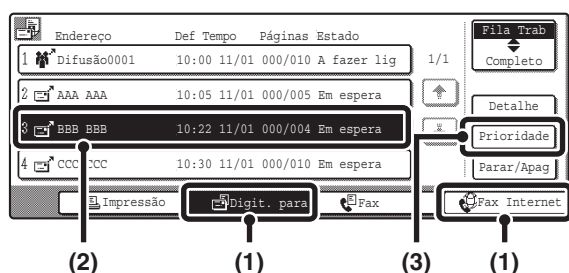 Endereço Def Tempo Páginas Estado Fila Trab
1 Difusão0001 10:00 11/01 000/010 A fazer lig 1/1 Completo
2 AAA AAA 10:05 11/01 000/005 Em espera
Detalhe
3 BBB BBB 10:22 11/01 000/004 Em espera Prioridade
4 CCC CCC 10:30 11/01 000/010 Em espera Parar/Apag
Impressão Digit. para Fax Fax Internet
(2) (1) (3) (1)